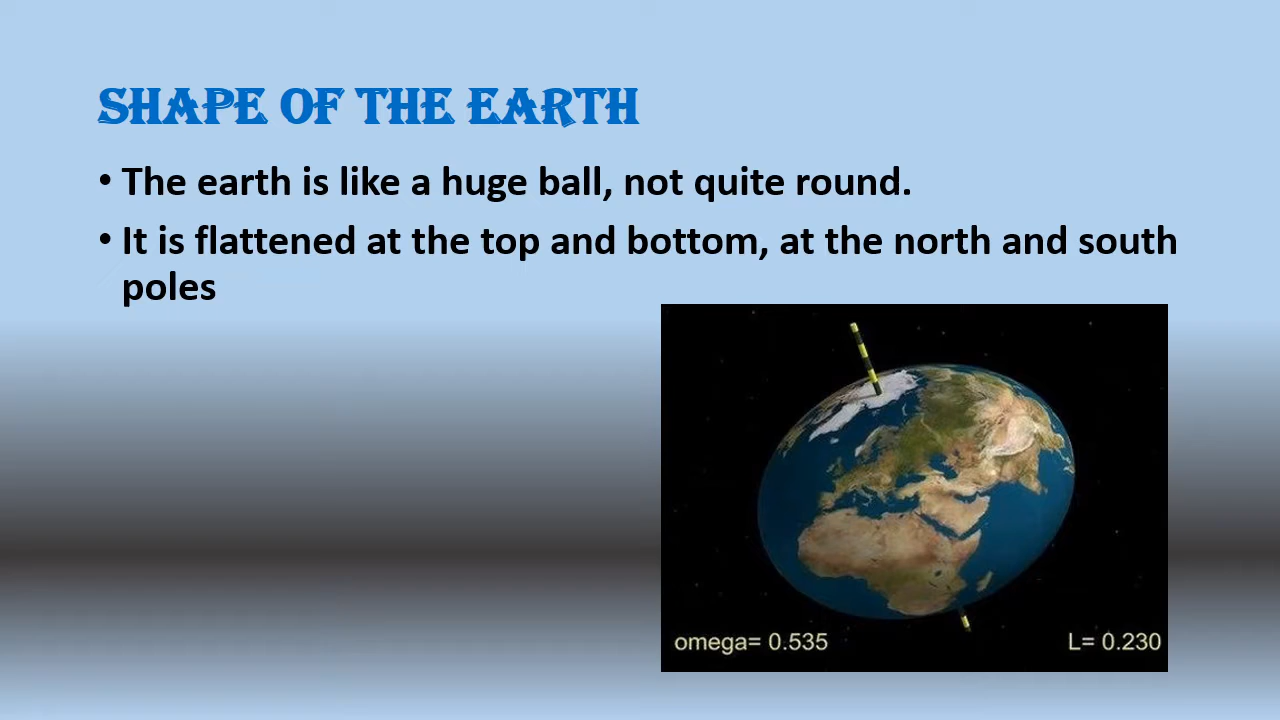 SHAPE OF THE EARTH
• The earth is like a huge ball, not quite round.
• It is flattened at the top and bottom, at the north and south
poles
omega= 0.535
L= 0.230